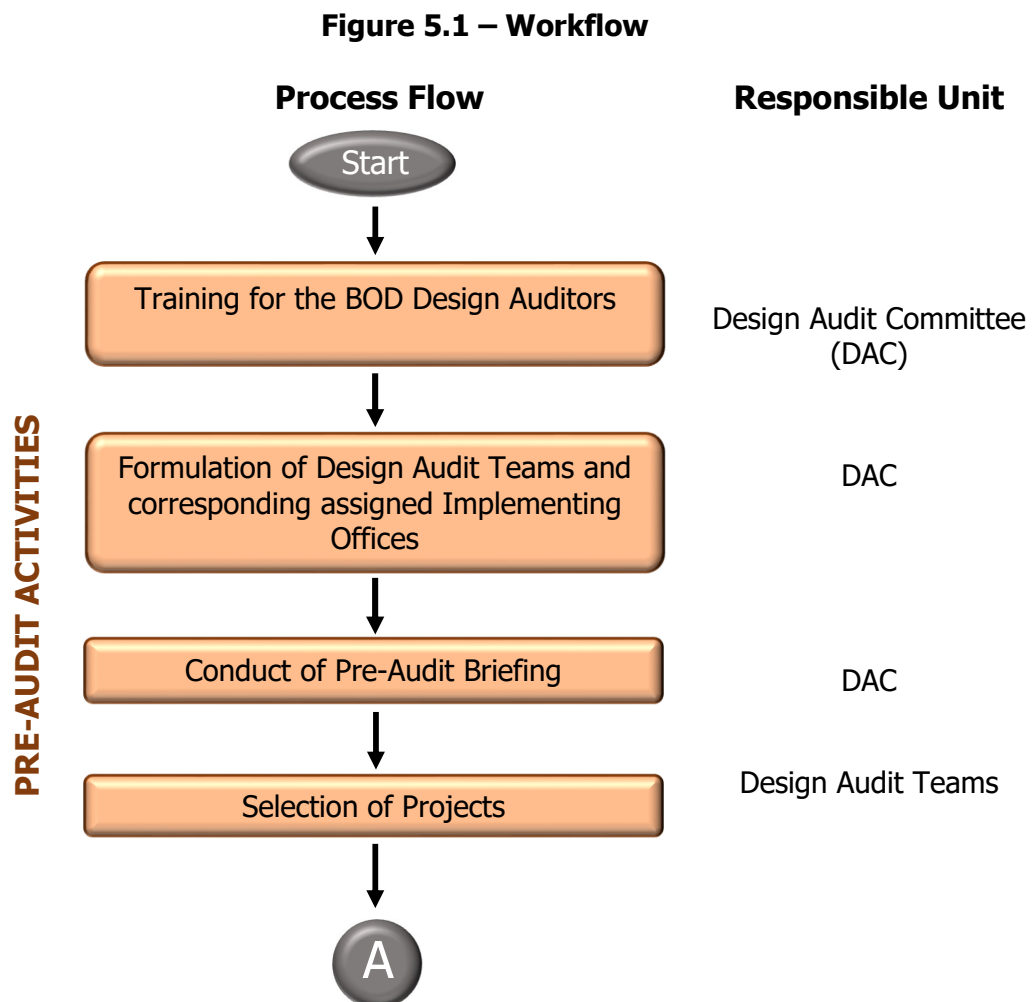 Figure 5.1 – Workflow
Process Flow
Responsible Unit
Start
Training for the BOD Design Auditors
Design Audit Committee
(DAC)
Formulation of Design Audit Teams and
corresponding assigned Implementing
Offices
DAC
Conduct of Pre-Audit Briefing
DAC
Selection of Projects
Design Audit Teams
PRE-AUDIT ACTIVITIES
A